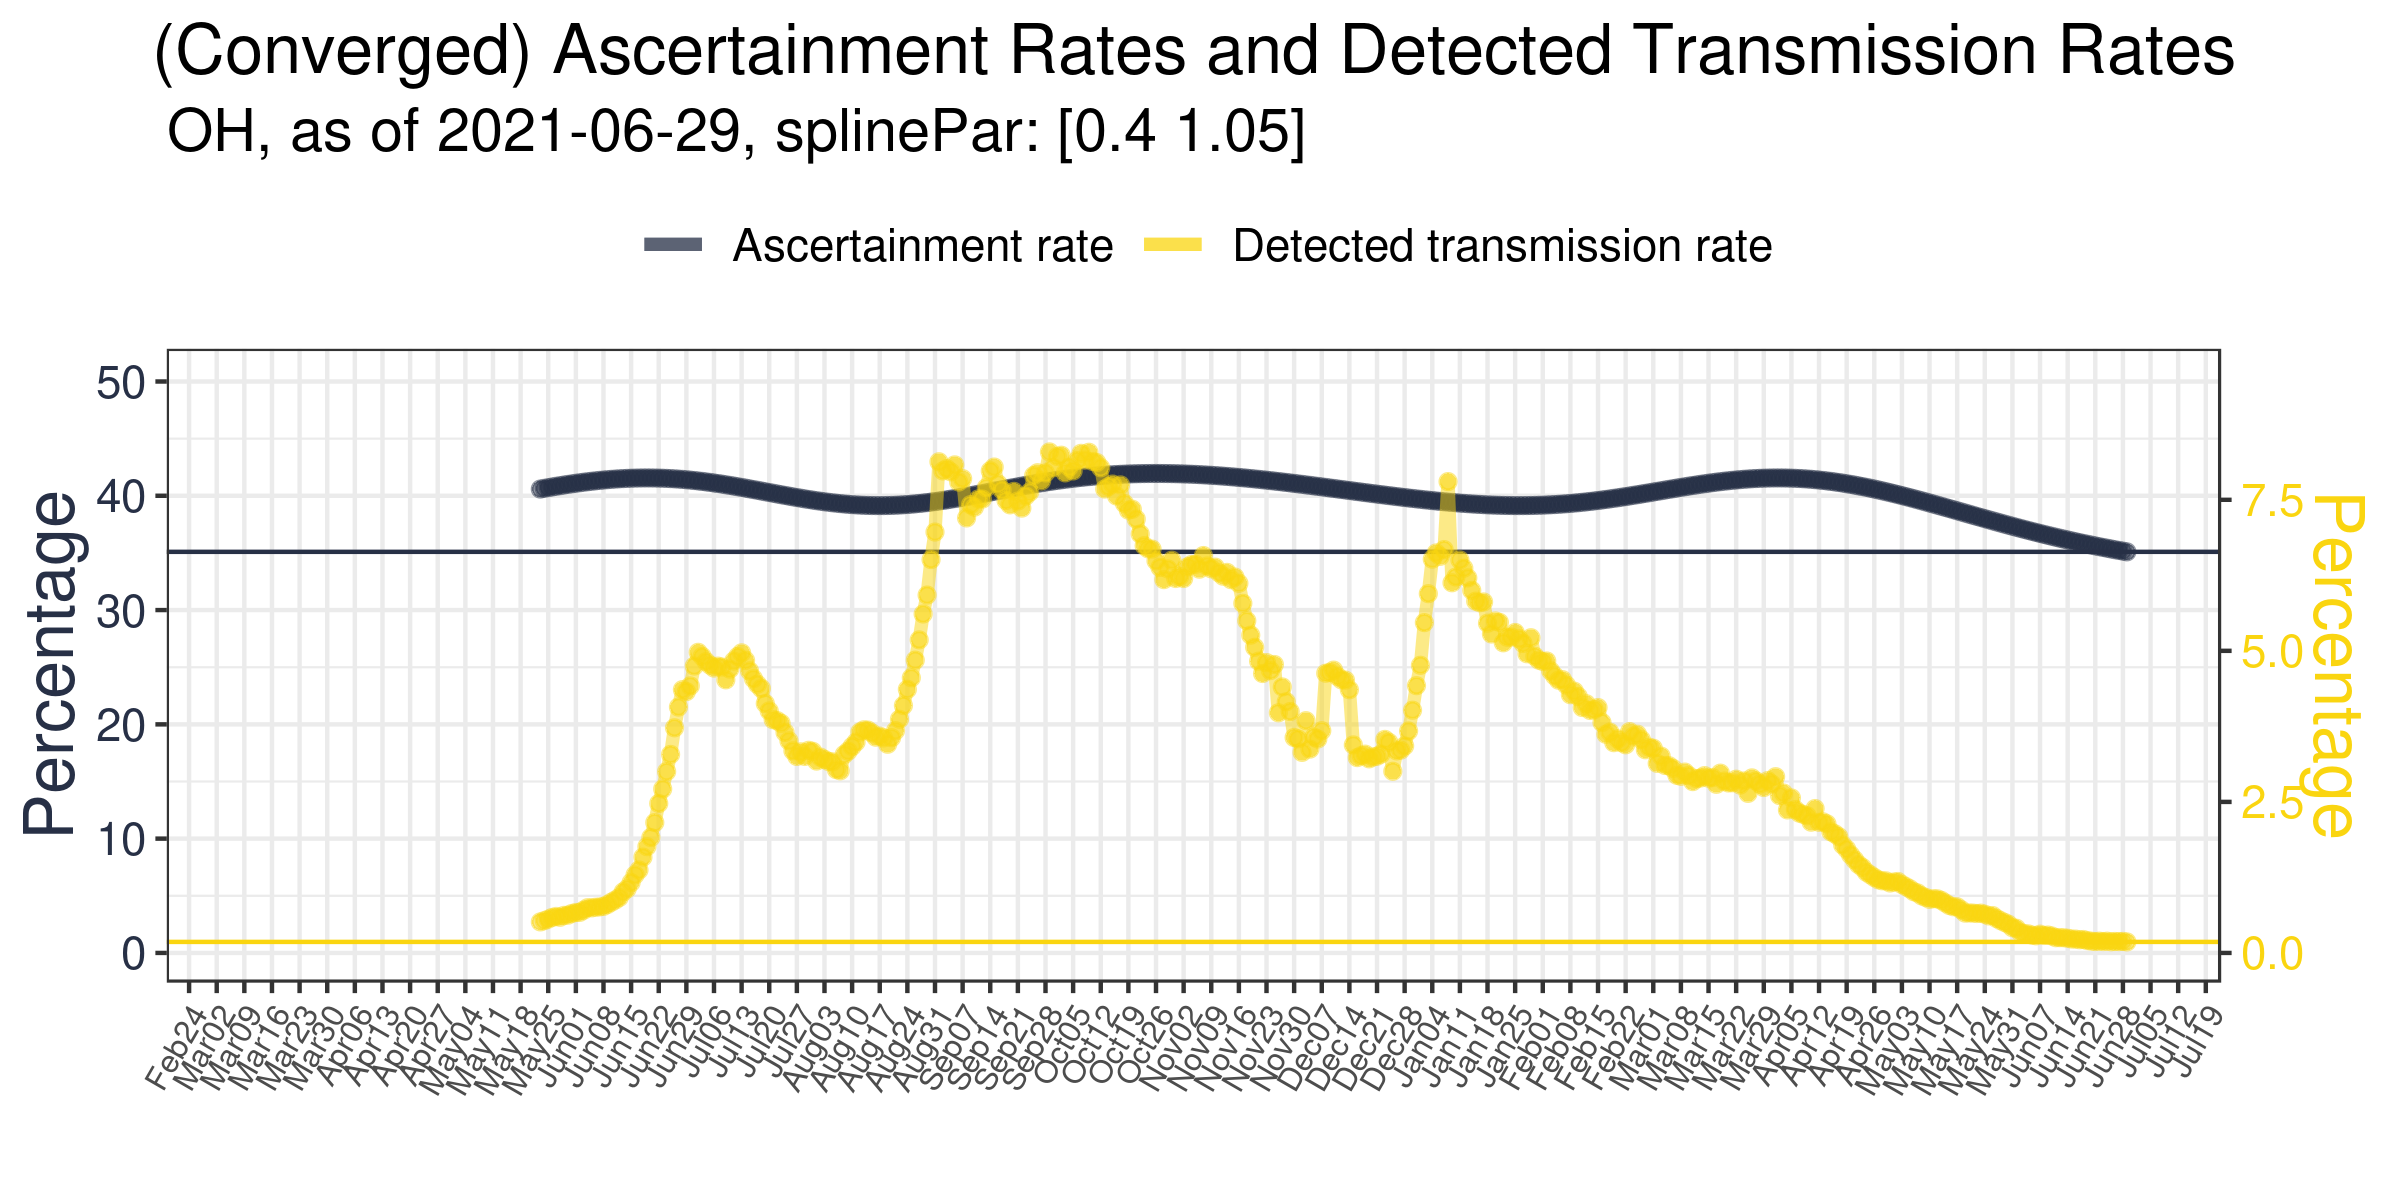 (Converged) Ascertainment Rates and Detected Transmission Rates
OH, as of 2021-06-29, splinePar: [0.4 1.05]
Ascertainment rate
Detected transmission rate
Percentage
50
40
30
20
10
0
7.5
5.0
2.5
0.0
Percentage
Feb24
Mar02
Mar09
Mar16
Mar23
Mar30
Apr06
Apr13
Apr20
Apr27
May04
May11
May18
May25
Jun01
Jun08
Jun15
Jun22
Jun29
Jul06
Jul13
Jul20
Jul27
Aug03
Aug10
Aug17
Aug24
Aug31
Sep07
Sep14
Sep21
Sep28
Oct05
Oct12
Oct19
Oct26
Nov02
Nov09
Nov16
Nov23
Nov30
Dec07
Dec14
Dec21
Dec28
Jan04
Jan11
Jan18
Jan25
Feb01
Feb08
Feb15
Feb22
Mar01
Mar08
Mar15
Mar22
Mar29
Apr05
Apr12
Apr19
Apr26
May03
May10
May17
May24
May31
Jun07
Jun14
Jun21
Jun28
Jul05
Jul12
Jul19